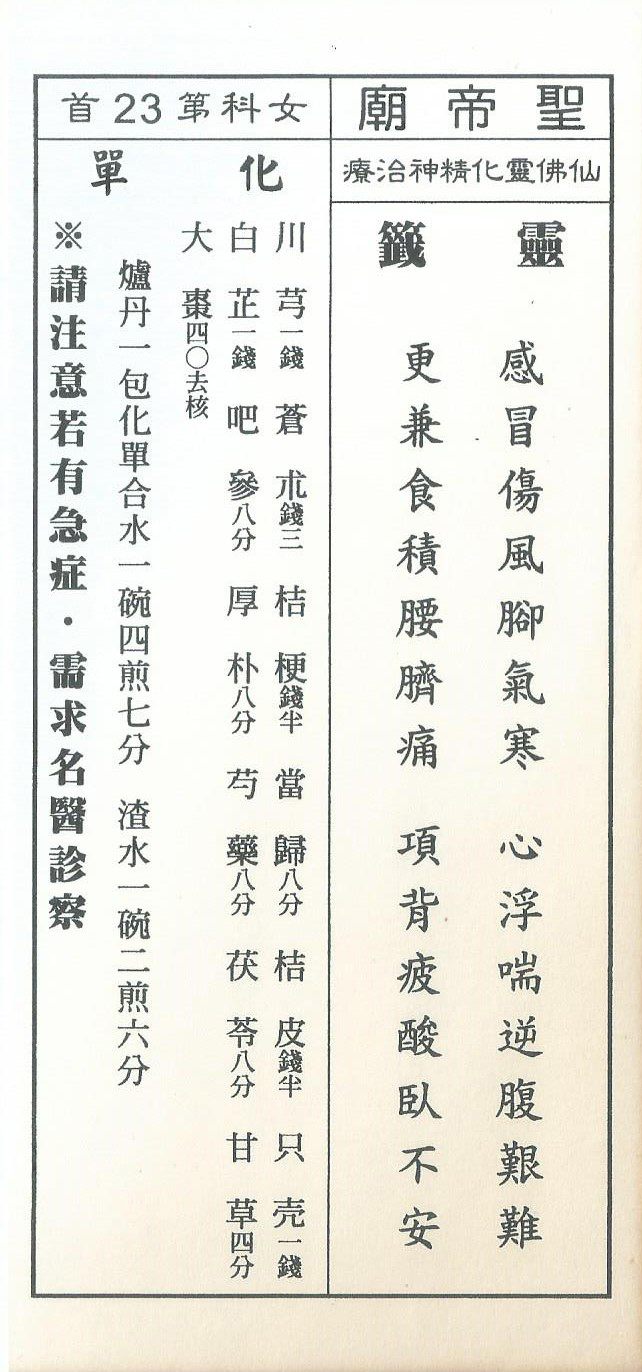 聖帝廟
仙佛靈化精神治療
靈籤
感冒傷風腳氣寒 心浮喘逆腹艱難
更兼食積腰臍痛 項背疲酸臥不安
女科第23首
化單
川芎一錢 蒼朮錢三 桔梗錢半 當歸八分 桔皮錢半 只壳一錢
白芷一錢 吧參八分 厚朴八分 芍藥八分 茯苓八分 甘草四分
大棗四〇去核
爐丹一包化單合水一碗四煎七分 渣水一碗二煎六分
※請注意若有急症・需求名醫診察